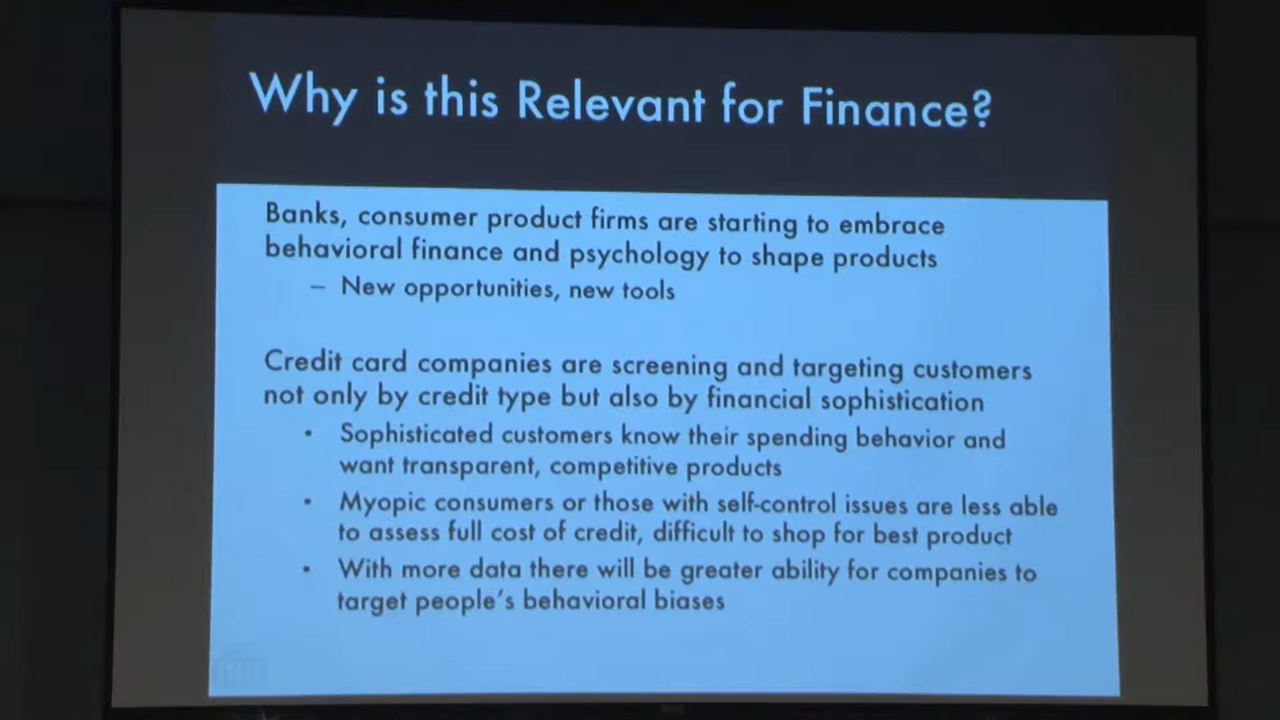 Why is this Relevant for Finance?
Banks, consumer product firms are starting to embrace
behavioral finance and psychology to shape products
– New opportunities, new tools
Credit card companies are screening and targeting customers
not only by credit type but also by financial sophistication
• Sophisticated customers know their spending behavior and
want transparent, competitive products
• Myopic consumers or those with self-control issues are less able
to assess full cost of credit, difficult to shop for best product
• With more data there will be greater ability for companies to
target people's behavioral biases